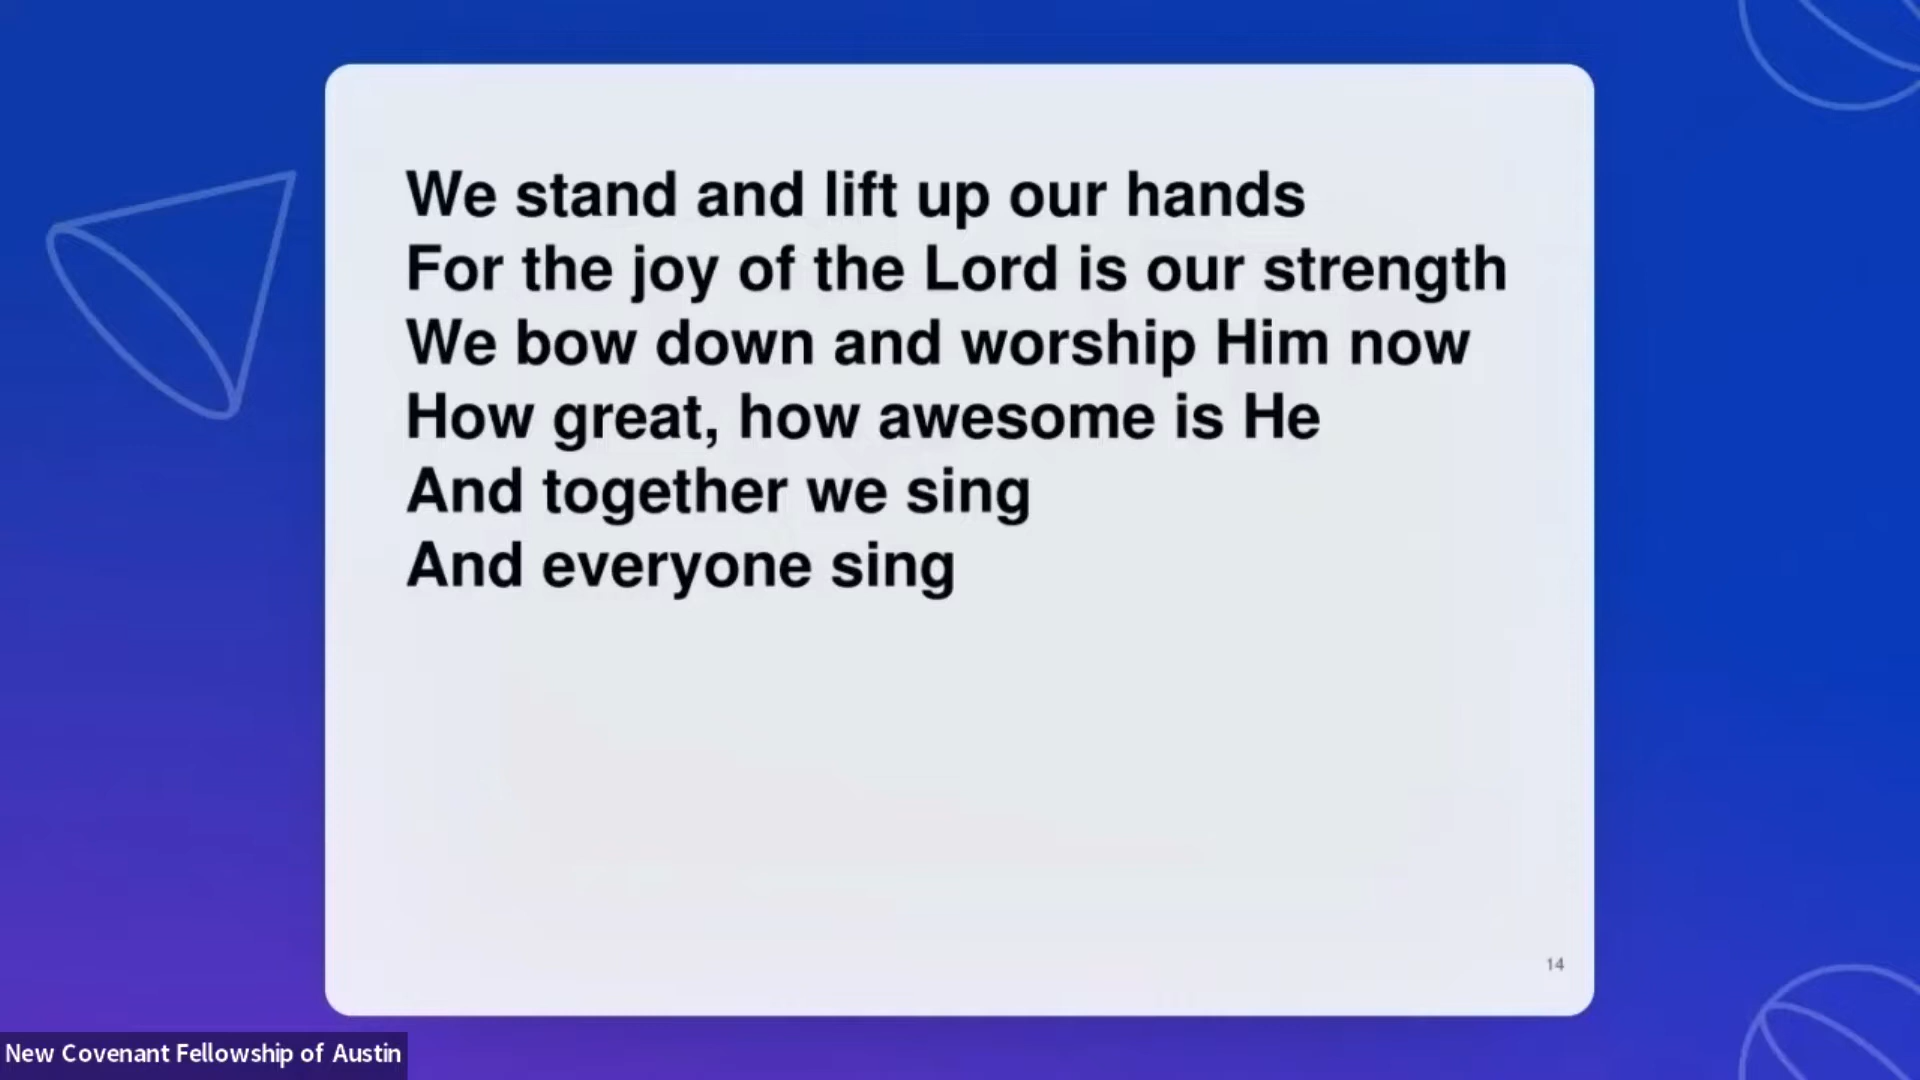 We stand and lift up our hands
For the joy of the Lord is our strength
We bow down and worship Him now
How great, how awesome is He
And together we sing
And everyone sing
14
New Covenant Fellowship of Austin